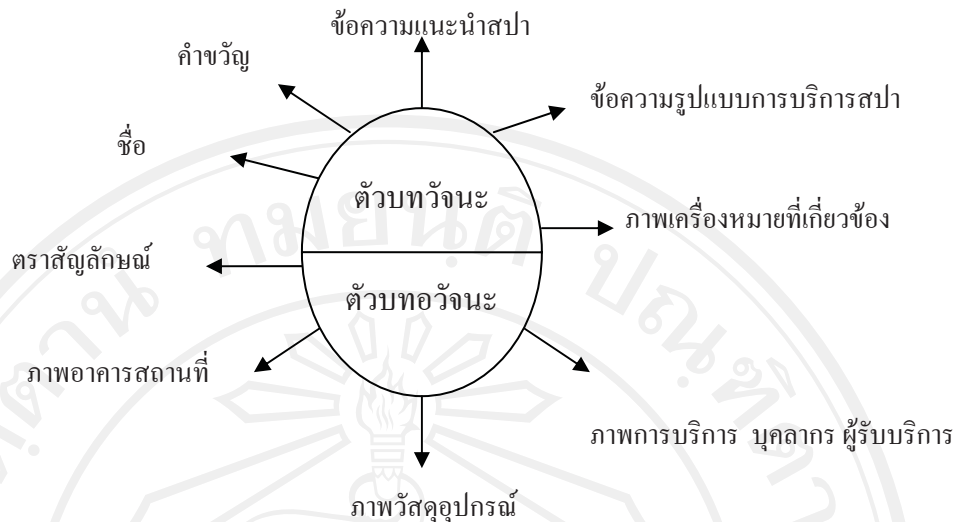 ข้อความแนะนำสปา
คำขวัญ
ข้อความรูปแบบการบริการสปา
ชื่อ
ตัวบทวัจนะ
ภาพเครื่องหมายที่เกี่ยวข้อง
ตราสัญลักษณ์
ตัวบทอวัจนะ
ภาพอาคารสถานที่
ภาพการบริการ บุคลากร ผู้รับบริการ
ภาพวัสดุอุปกรณ์